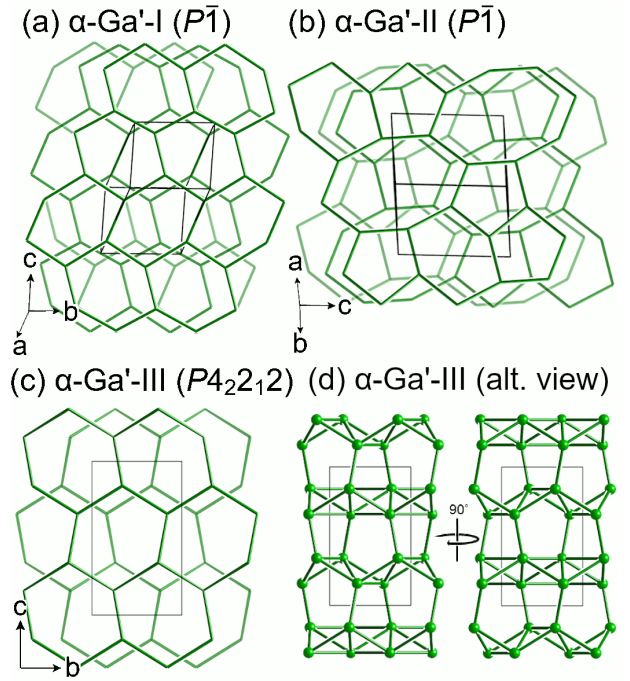 (a) α-Ga'-I (P1̄)
(b) α-Ga'-II (P1̄)
c
b
a
a
c
b
(c) α-Ga'-III (P4₂2₁2)
(d) α-Ga'-III (alt. view)
90°
c
b